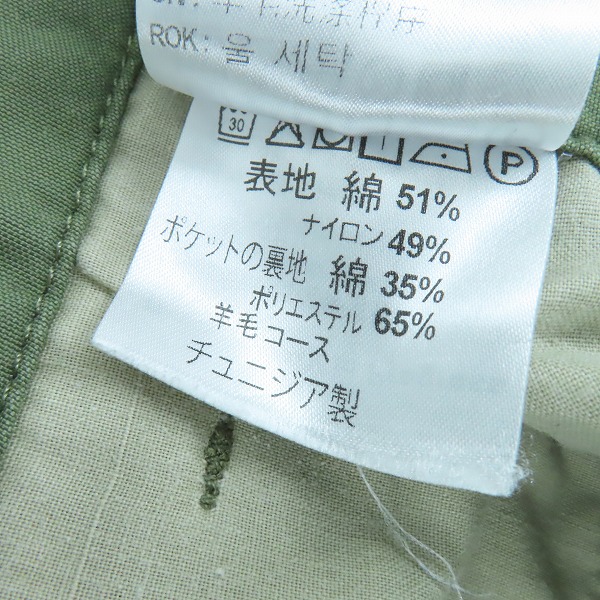 ROK: 울 세탁
30 P
表地 綿 51%
ナイロン 49%
ポケットの裏地 綿 35%
ポリエステル 65%
羊毛コース
チュニジア製